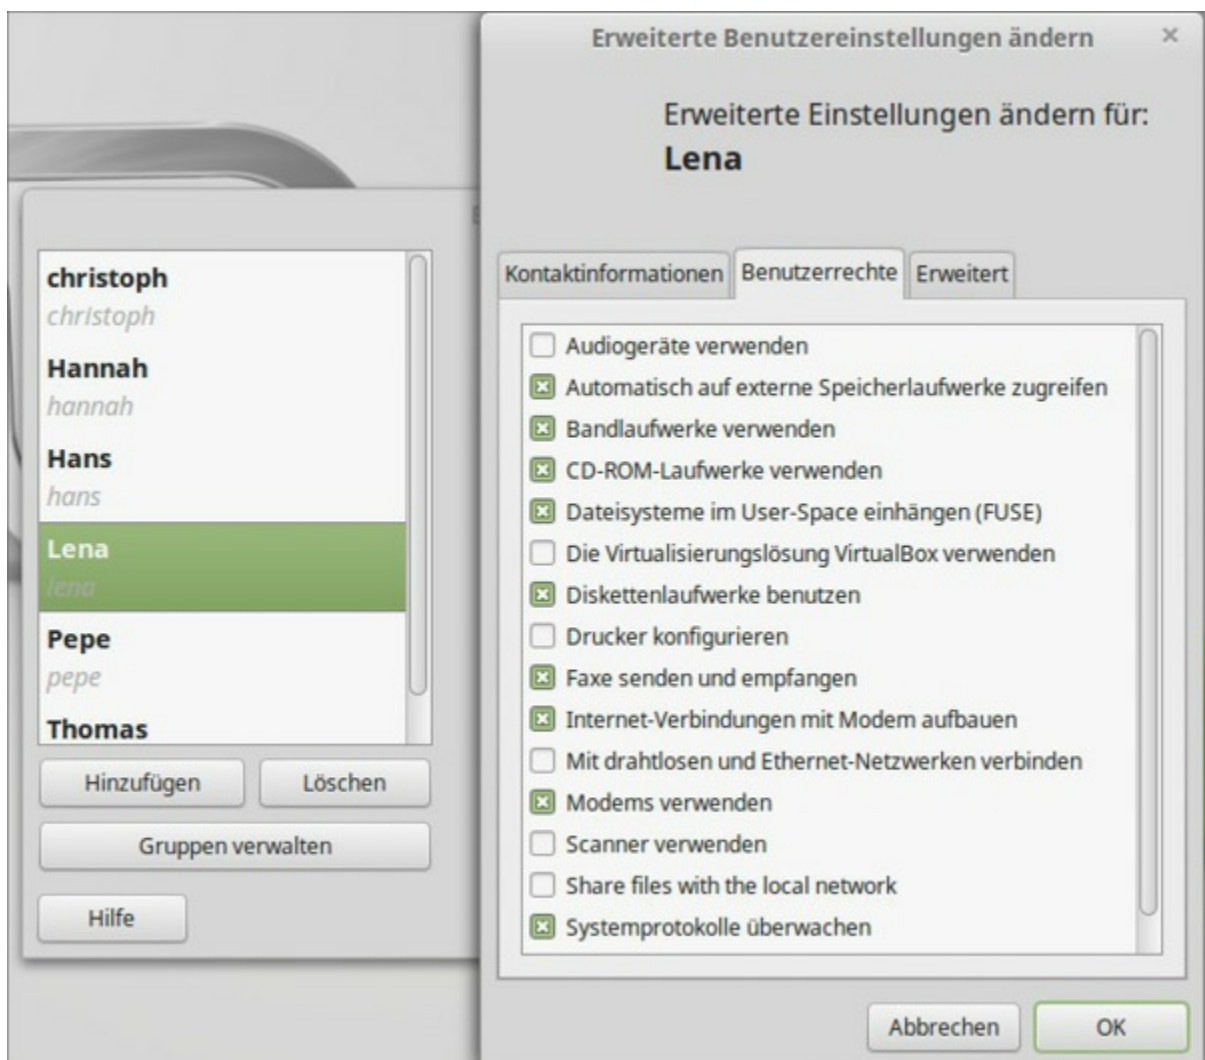 Erweiterte Benutzereinstellungen ändern
Erweiterte Einstellungen ändern für:
Lena
christoph
christoph
Hannah
hannah
Hans
hans
Lena
lena
Pepe
pepe
Thomas
Hinzufügen
Löschen
Gruppen verwalten
Hilfe
Kontaktinformationen
Benutzerrechte
Erweitert
Audiogeräte verwenden
Automatisch auf externe Speicherlaufwerke zugreifen
Bandlaufwerke verwenden
CD-ROM-Laufwerke verwenden
Dateisysteme im User-Space einhängen (FUSE)
Die Virtualisierungslösung VirtualBox verwenden
Diskettenlaufwerke benutzen
Drucker konfigurieren
Faxe senden und empfangen
Internet-Verbindungen mit Modem aufbauen
Mit drahtlosen und Ethernet-Netzwerken verbinden
Modems verwenden
Scanner verwenden
Share files with the local network
Systemprotokolle überwachen
Abbrechen
OK